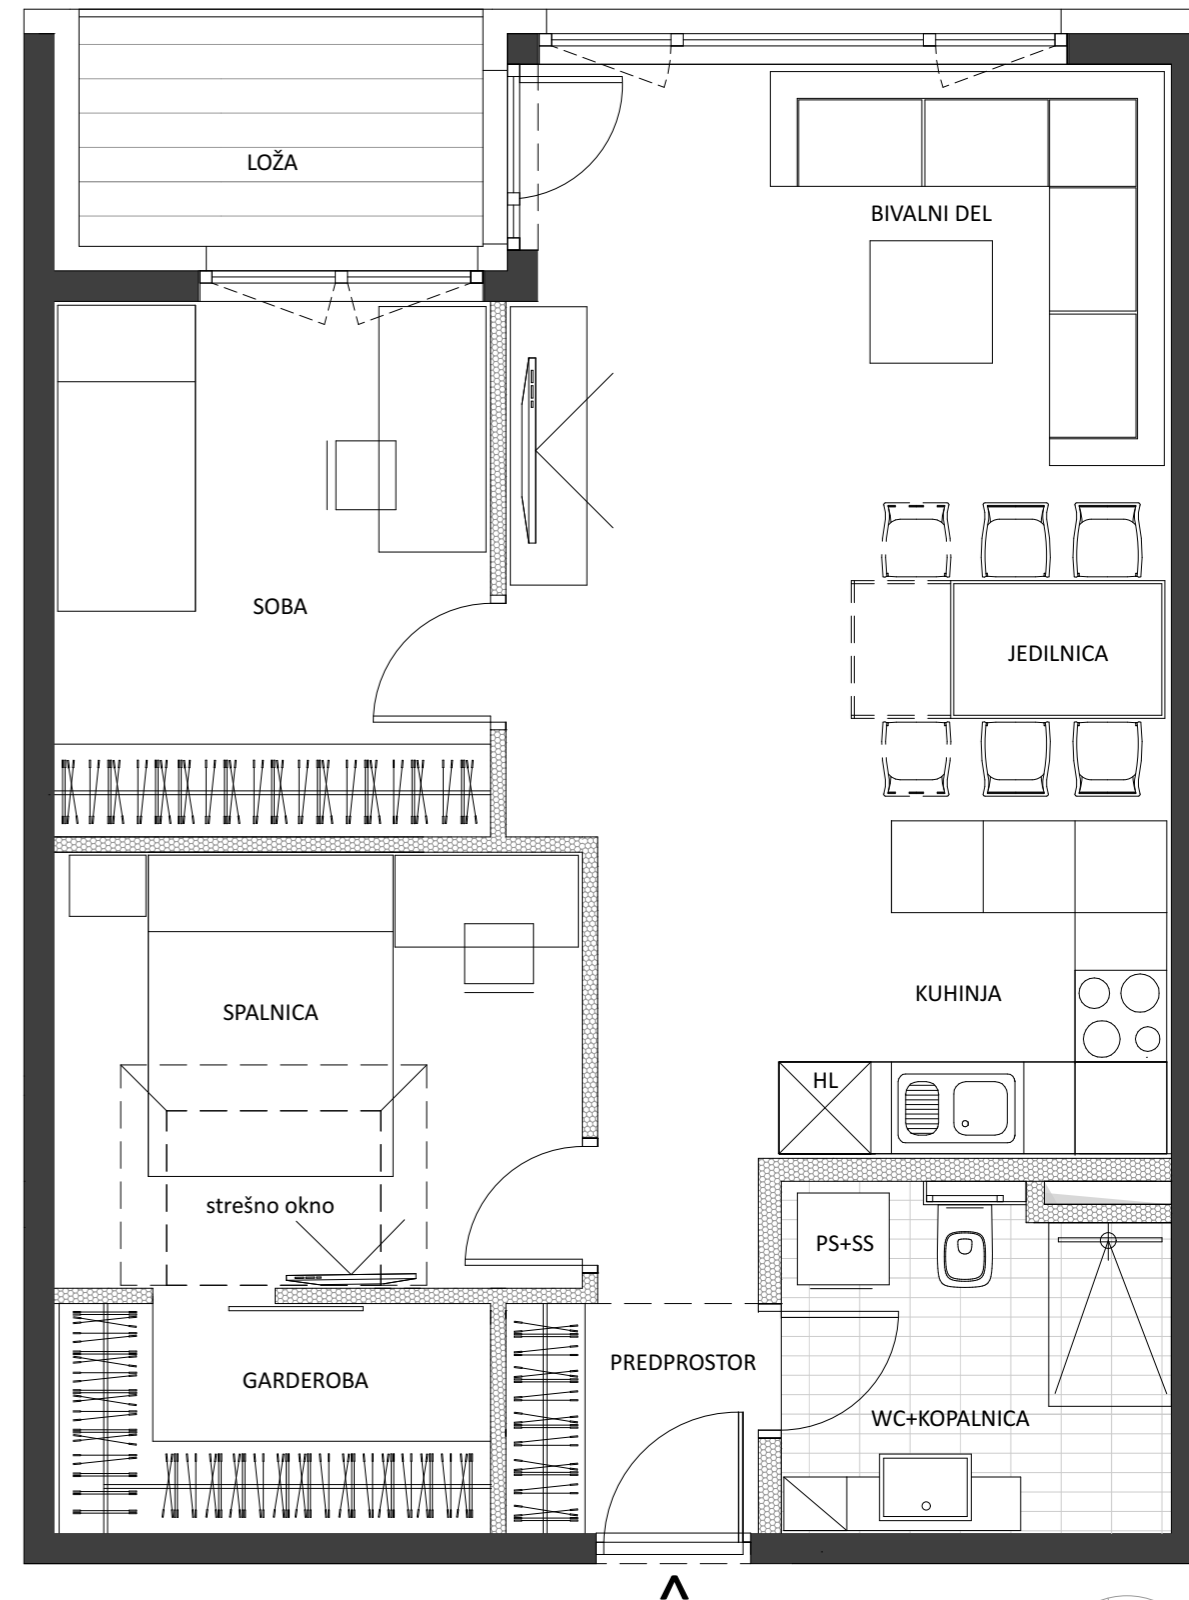 LOŽA
BIVALNI DEL
SOBA
JEDILNICA
SPALNICA
KUHINJA
HL
strešno okno
PS+SS
PREDPROSTOR
GARDEROBA
WC+KOPALNICA